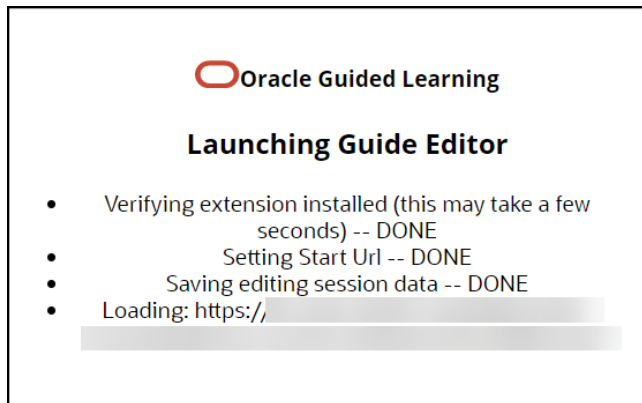 Oracle Guided Learning
Launching Guide Editor
• Verifying extension installed (this may take a few
seconds) -- DONE
• Setting Start Url -- DONE
• Saving editing session data -- DONE
• Loading: https://